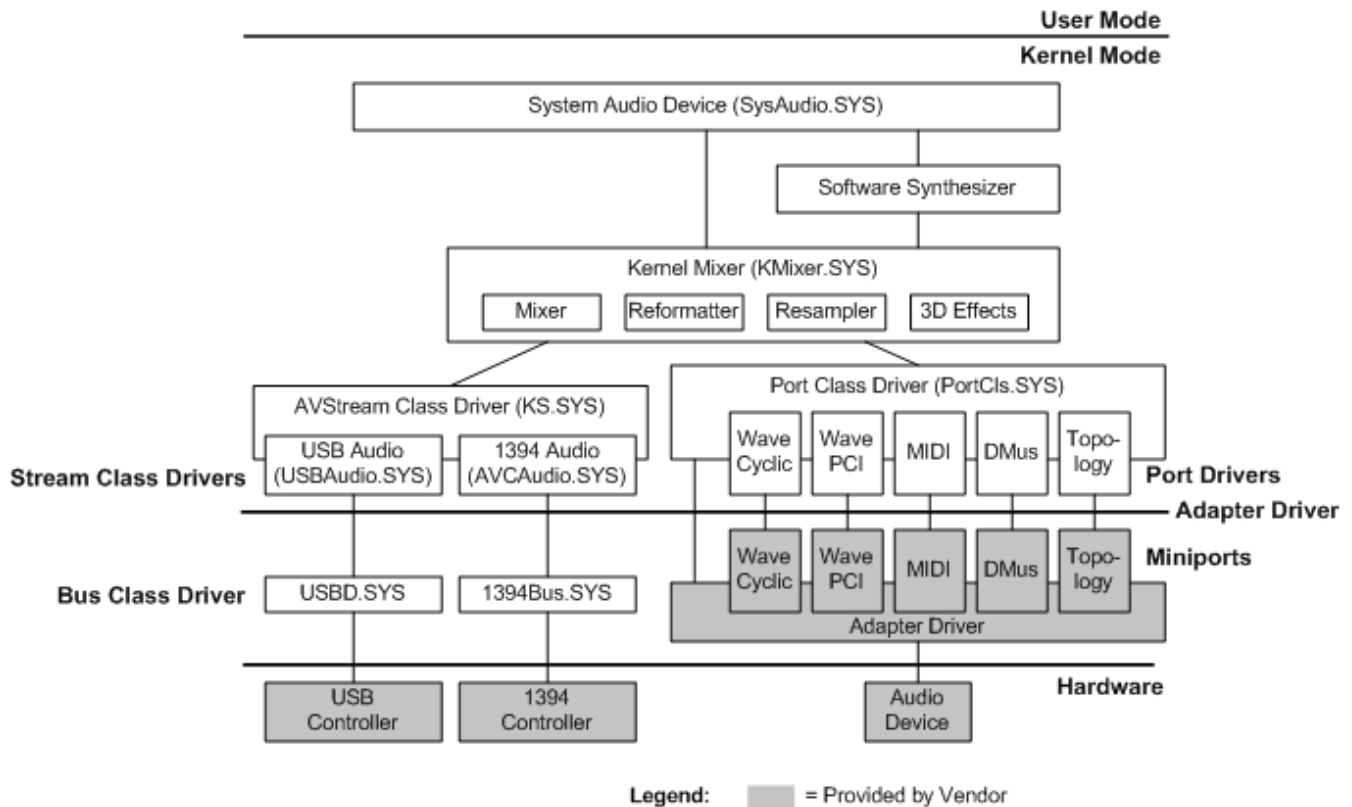 User Mode
Kernel Mode
System Audio Device (SysAudio.SYS)
Software Synthesizer
Kernel Mixer (KMixer.SYS)
Mixer
Reformatter
Resampler
3D Effects
AVStream Class Driver (KS.SYS)
USB Audio
(USBAudio.SYS)
1394 Audio
(AVCAudio.SYS)
Stream Class Drivers
Port Class Driver (PortCls.SYS)
Wave
Cyclic
Wave
PCI
MIDI
DMus
Topo-
logy
Port Drivers
Adapter Driver
Bus Class Driver
USBD.SYS
1394Bus.SYS
Wave
Cyclic
Wave
PCI
MIDI
DMus
Topo-
logy
Miniports
Adapter Driver
Hardware
USB
Controller
1394
Controller
Audio
Device
Legend: = Provided by Vendor